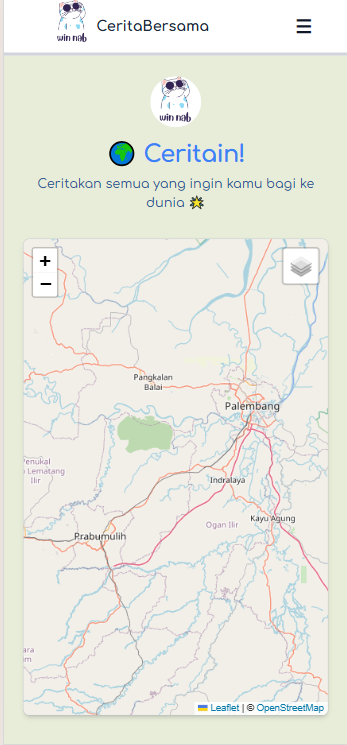 win nab
CeritaBersama
win nab
Ceritain!
Ceritakan semua yang ingin kamu bagi ke
dunia
+
−
Pangkalan
Balai
Palembang
Penukal
u Lematang
Ilir
Indralaya
Ogan Ilir
Kayu Agung
Prabumulih
Leaflet | © OpenStreetMap